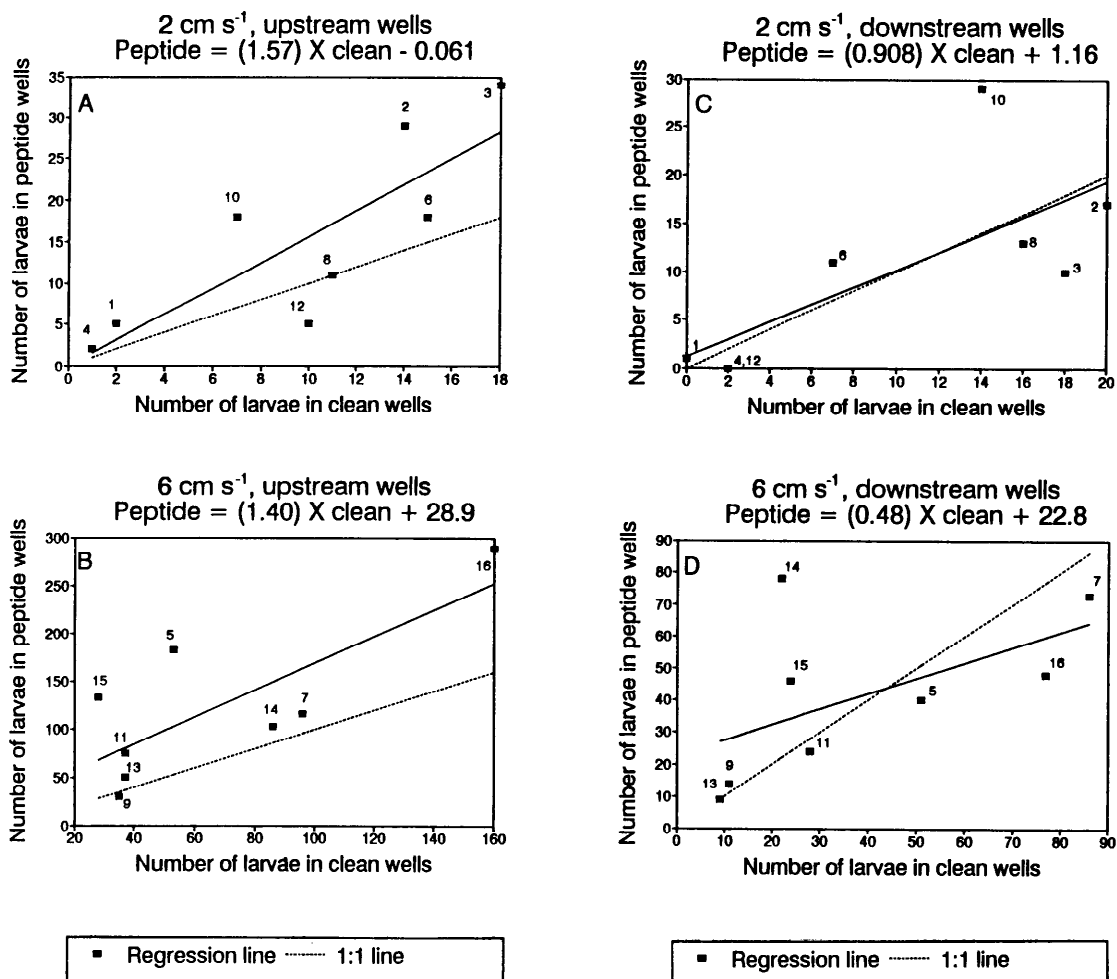 2 cm s⁻¹, upstream wells
Peptide = (1.57) X clean - 0.061
35
30
25
20
15
10
5
0
Number of larvae in peptide wells
A
3
2
10
6
8
1
12
4
0 2 4 6 8 10 12 14 16 18
Number of larvae in clean wells
2 cm s⁻¹, downstream wells
Peptide = (0.908) X clean + 1.16
30
25
20
15
10
5
0
Number of larvae in peptide wells
C
10
2
8
6
3
1
4,12
0 2 4 6 8 10 12 14 16 18 20
Number of larvae in clean wells
6 cm s⁻¹, upstream wells
Peptide = (1.40) X clean + 28.9
300
250
200
150
100
50
0
Number of larvae in peptide wells
B
16
5
15
7
14
11
13
9
20 40 60 80 100 120 140 160
Number of larvae in clean wells
6 cm s⁻¹, downstream wells
Peptide = (0.48) X clean + 22.8
90
80
70
60
50
40
30
20
10
0
Number of larvae in peptide wells
D
14
7
15
16
5
11
9
13
0 10 20 30 40 50 60 70 80 90
Number of larvae in clean wells
Regression line 1:1 line
Regression line 1:1 line